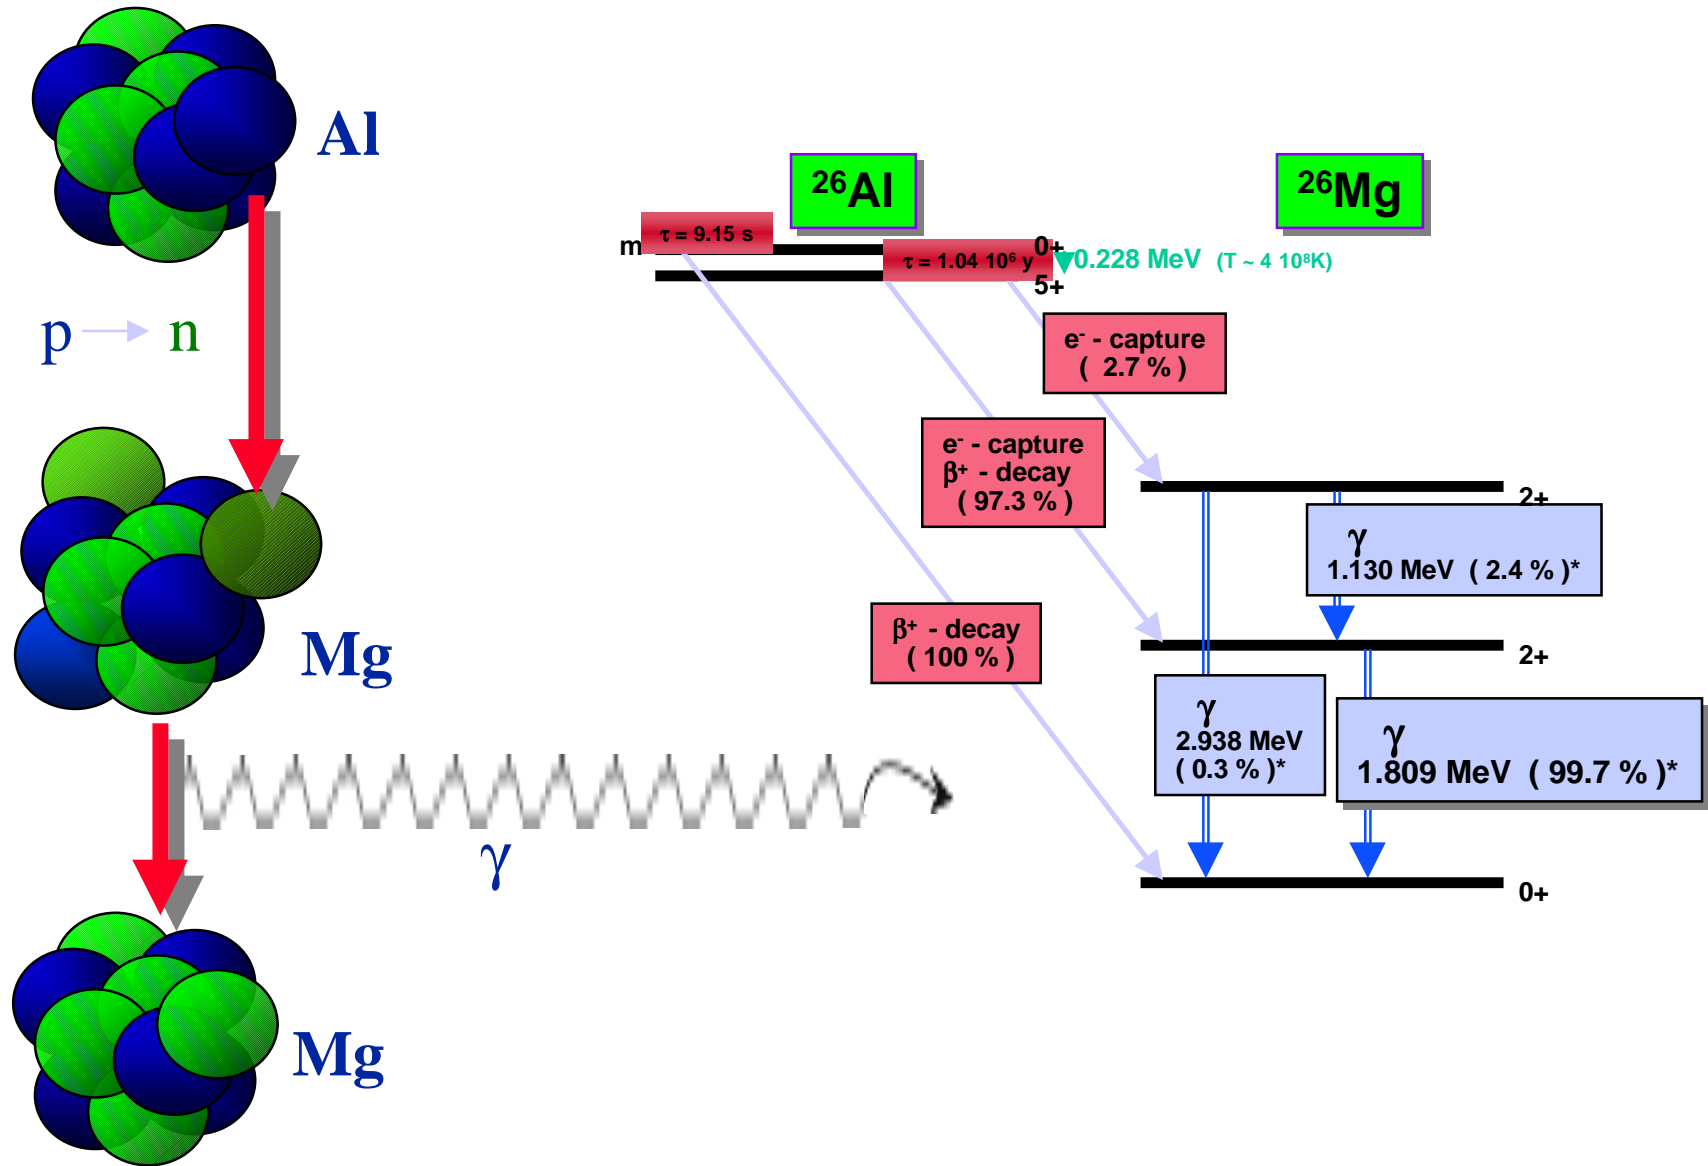 Al
p → n
Mg
γ
Mg
²⁶Al
²⁶Mg
m
τ = 9.15 s
τ = 1.04 10⁶ y
0+
5+
0.228 MeV (T ~ 4 10⁸K)
e⁻ - capture
( 2.7 % )
e⁻ - capture
β⁺ - decay
( 97.3 % )
β⁺ - decay
( 100 % )
2+
γ
1.130 MeV ( 2.4 % )*
2+
γ
2.938 MeV
( 0.3 % )*
γ
1.809 MeV ( 99.7 % )*
0+